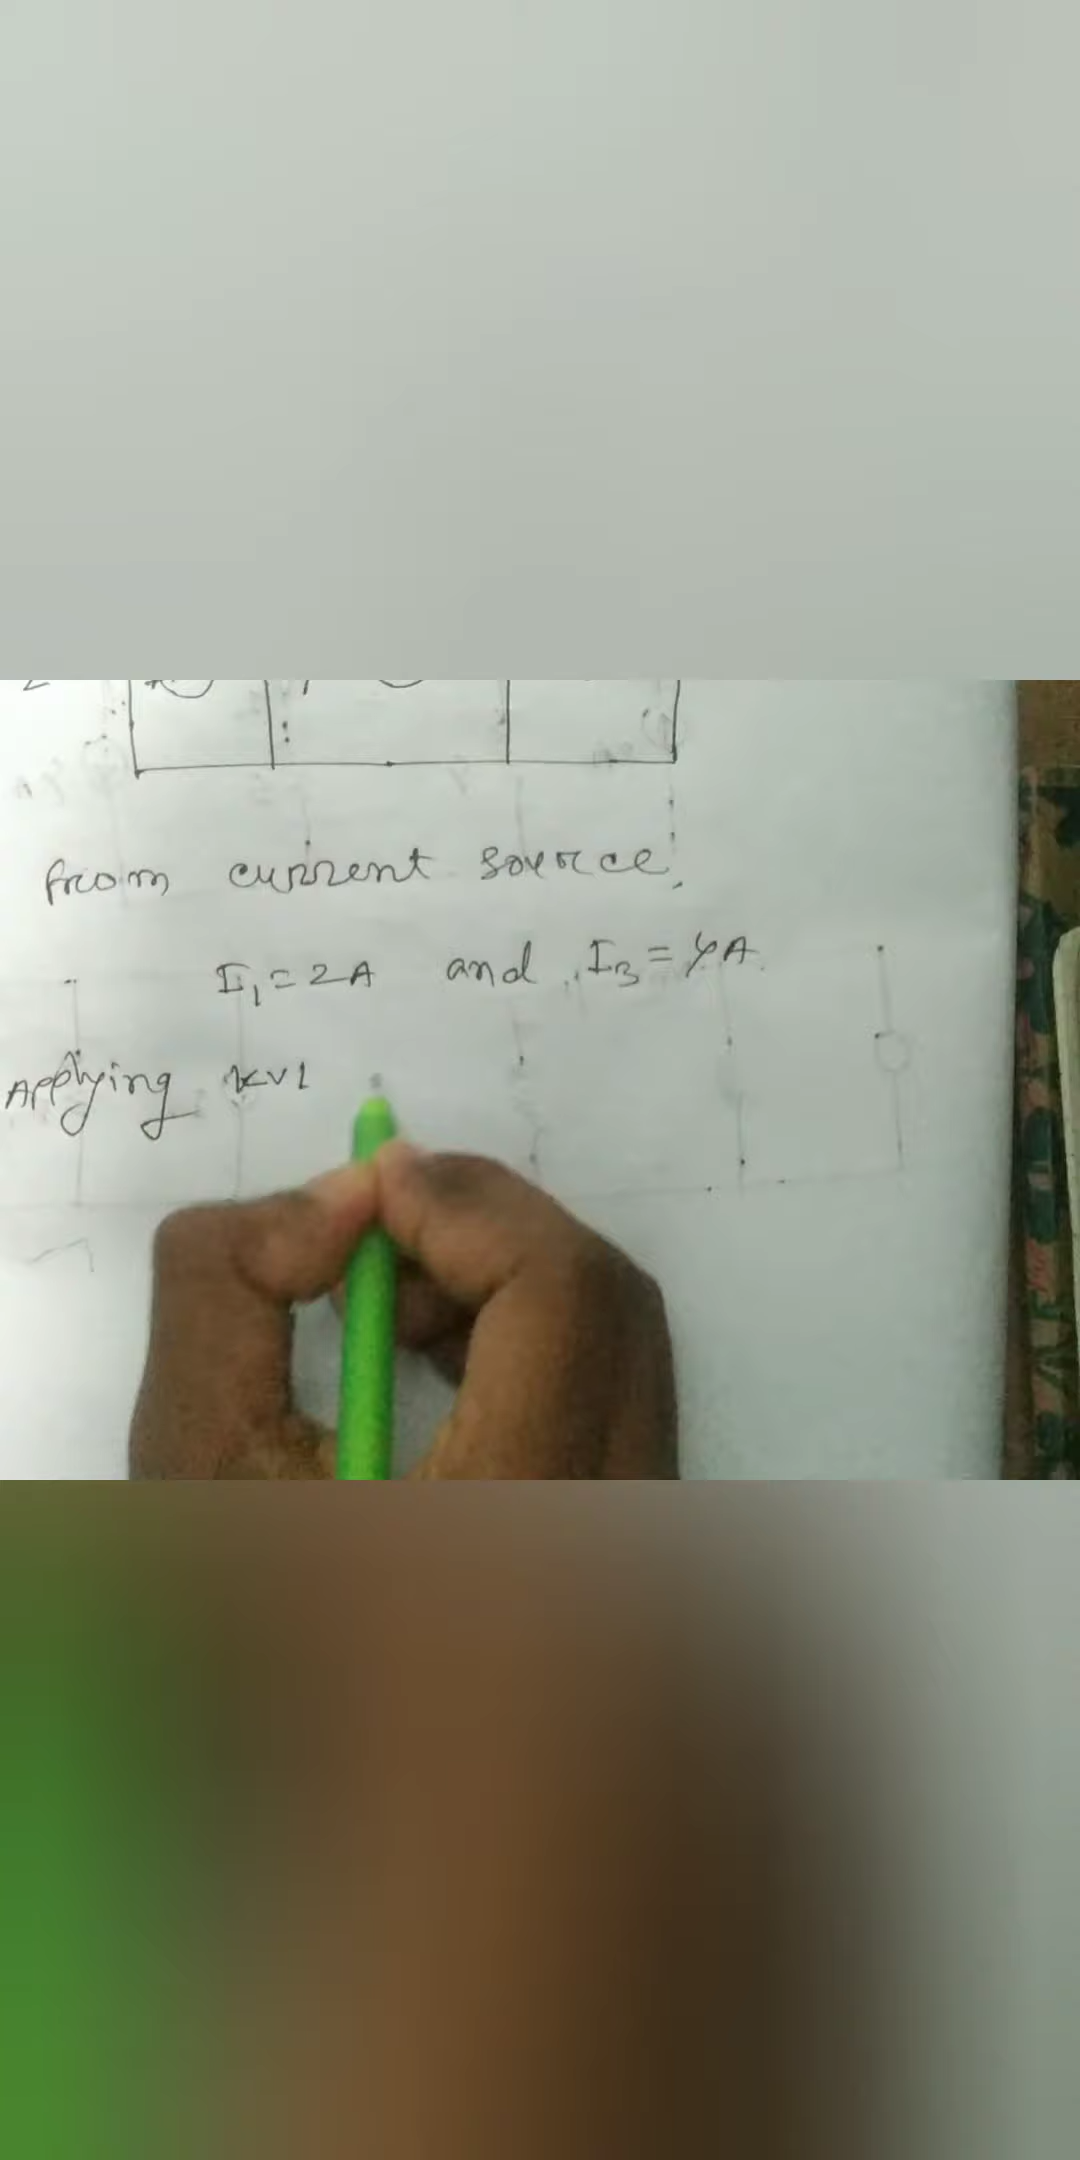 from current source,
I₁ = 2A and I₃ = 4A
Applying KVL